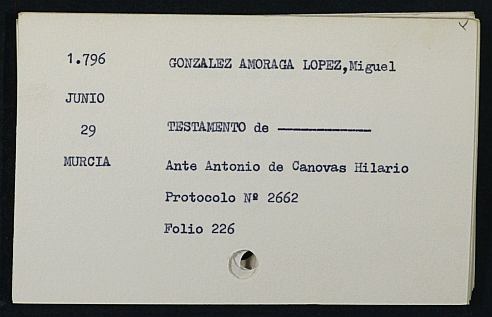 1.796 GONZALEZ AMORAGA LOPEZ,Miguel
JUNIO
29 TESTAMENTO de ————————
MURCIA Ante Antonio de Canovas Hilario
Protocolo Nº 2662
Folio 226